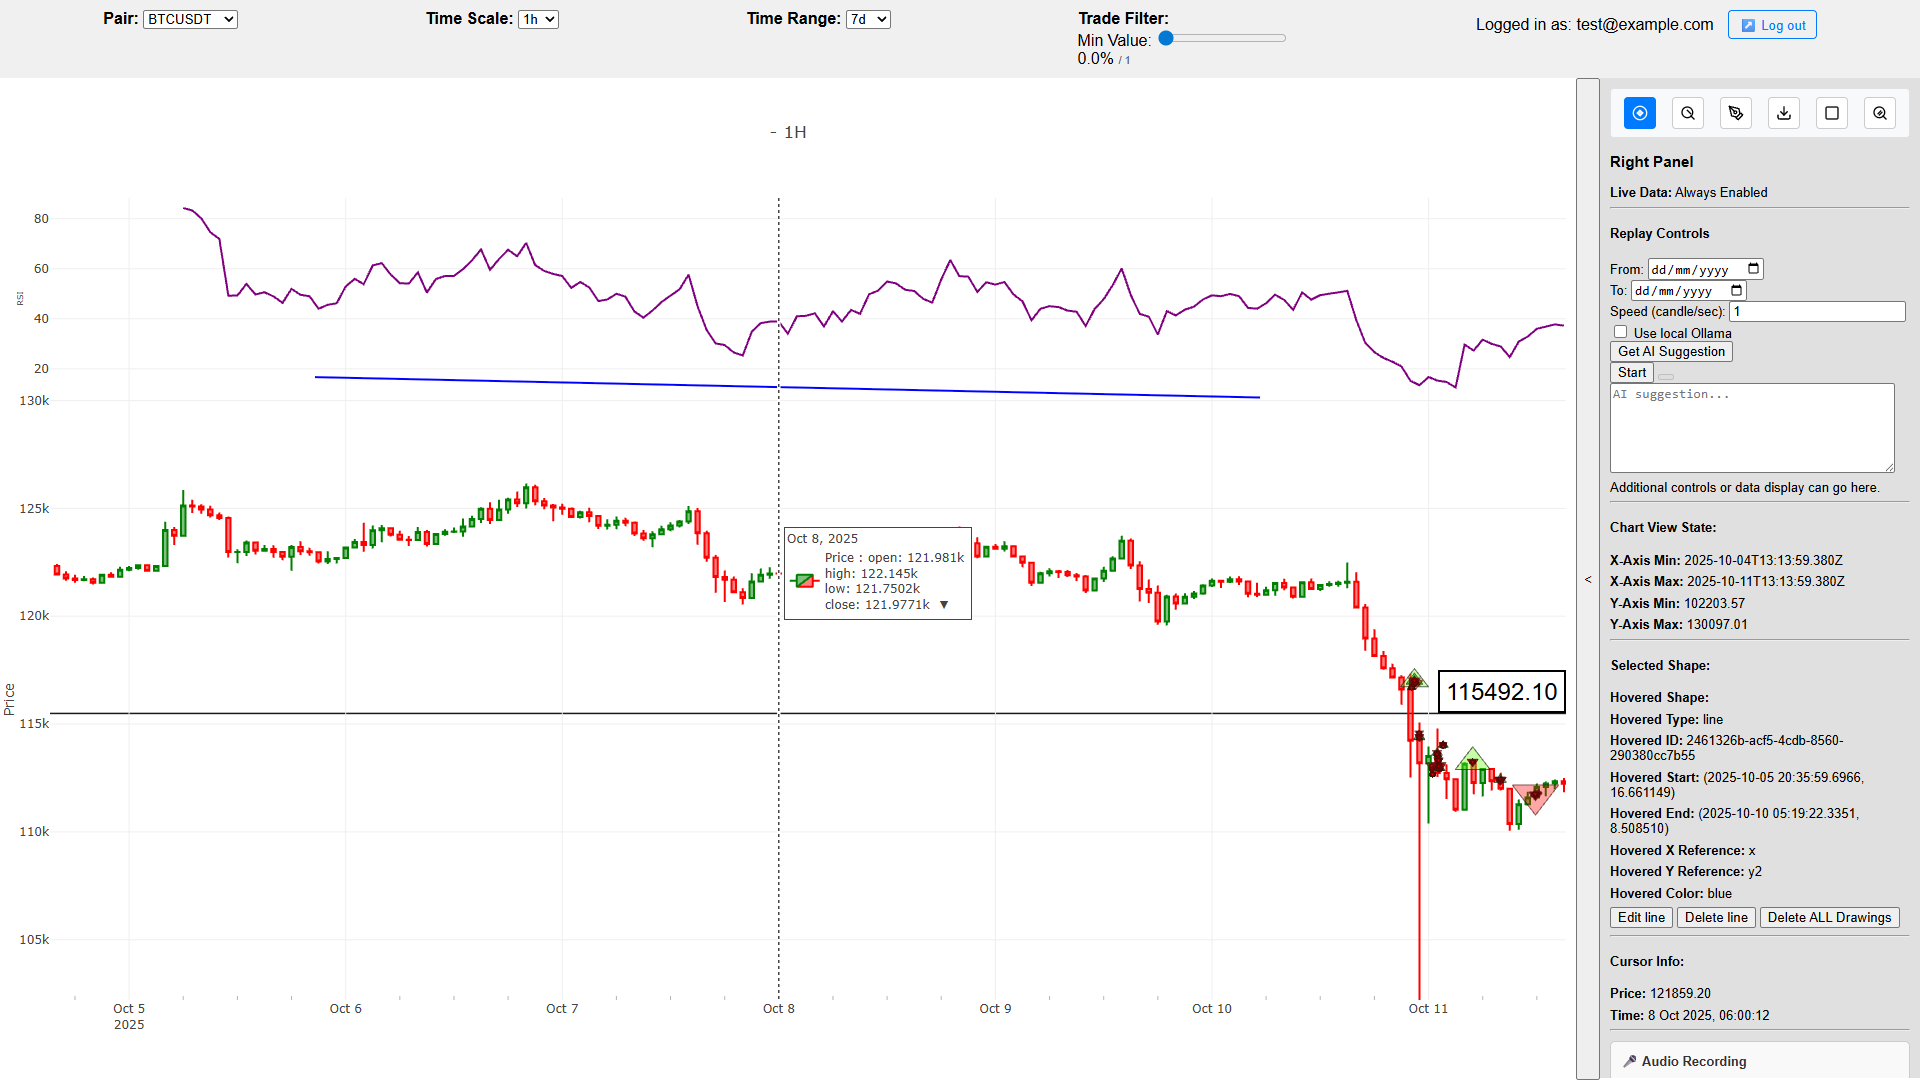 Pair: BTCUSDT
Time Scale: 1h
Time Range: 7d
Trade Filter:
Min Value:
0.0% / 1
Logged in as: test@example.com
Log out
- 1H
80
60
40
20
RSI
130k
125k
120k
115k
110k
105k
Price
Oct 8, 2025
Price : open: 121.981k
high: 122.145k
low: 121.7502k
close: 121.9771k ▼
115492.10
Oct 5
2025
Oct 6
Oct 7
Oct 8
Oct 9
Oct 10
Oct 11
<
Right Panel
Live Data: Always Enabled
Replay Controls
From: dd/mm/yyyy
To: dd/mm/yyyy
Speed (candle/sec): 1
Use local Ollama
Get AI Suggestion
Start
AI suggestion...
Additional controls or data display can go here.
Chart View State:
X-Axis Min: 2025-10-04T13:13:59.380Z
X-Axis Max: 2025-10-11T13:13:59.380Z
Y-Axis Min: 102203.57
Y-Axis Max: 130097.01
Selected Shape:
Hovered Shape:
Hovered Type: line
Hovered ID: 2461326b-acf5-4cdb-8560-
290380cc7b55
Hovered Start: (2025-10-05 20:35:59.6966,
16.661149)
Hovered End: (2025-10-10 05:19:22.3351,
8.508510)
Hovered X Reference: x
Hovered Y Reference: y2
Hovered Color: blue
Edit line
Delete line
Delete ALL Drawings
Cursor Info:
Price: 121859.20
Time: 8 Oct 2025, 06:00:12
Audio Recording